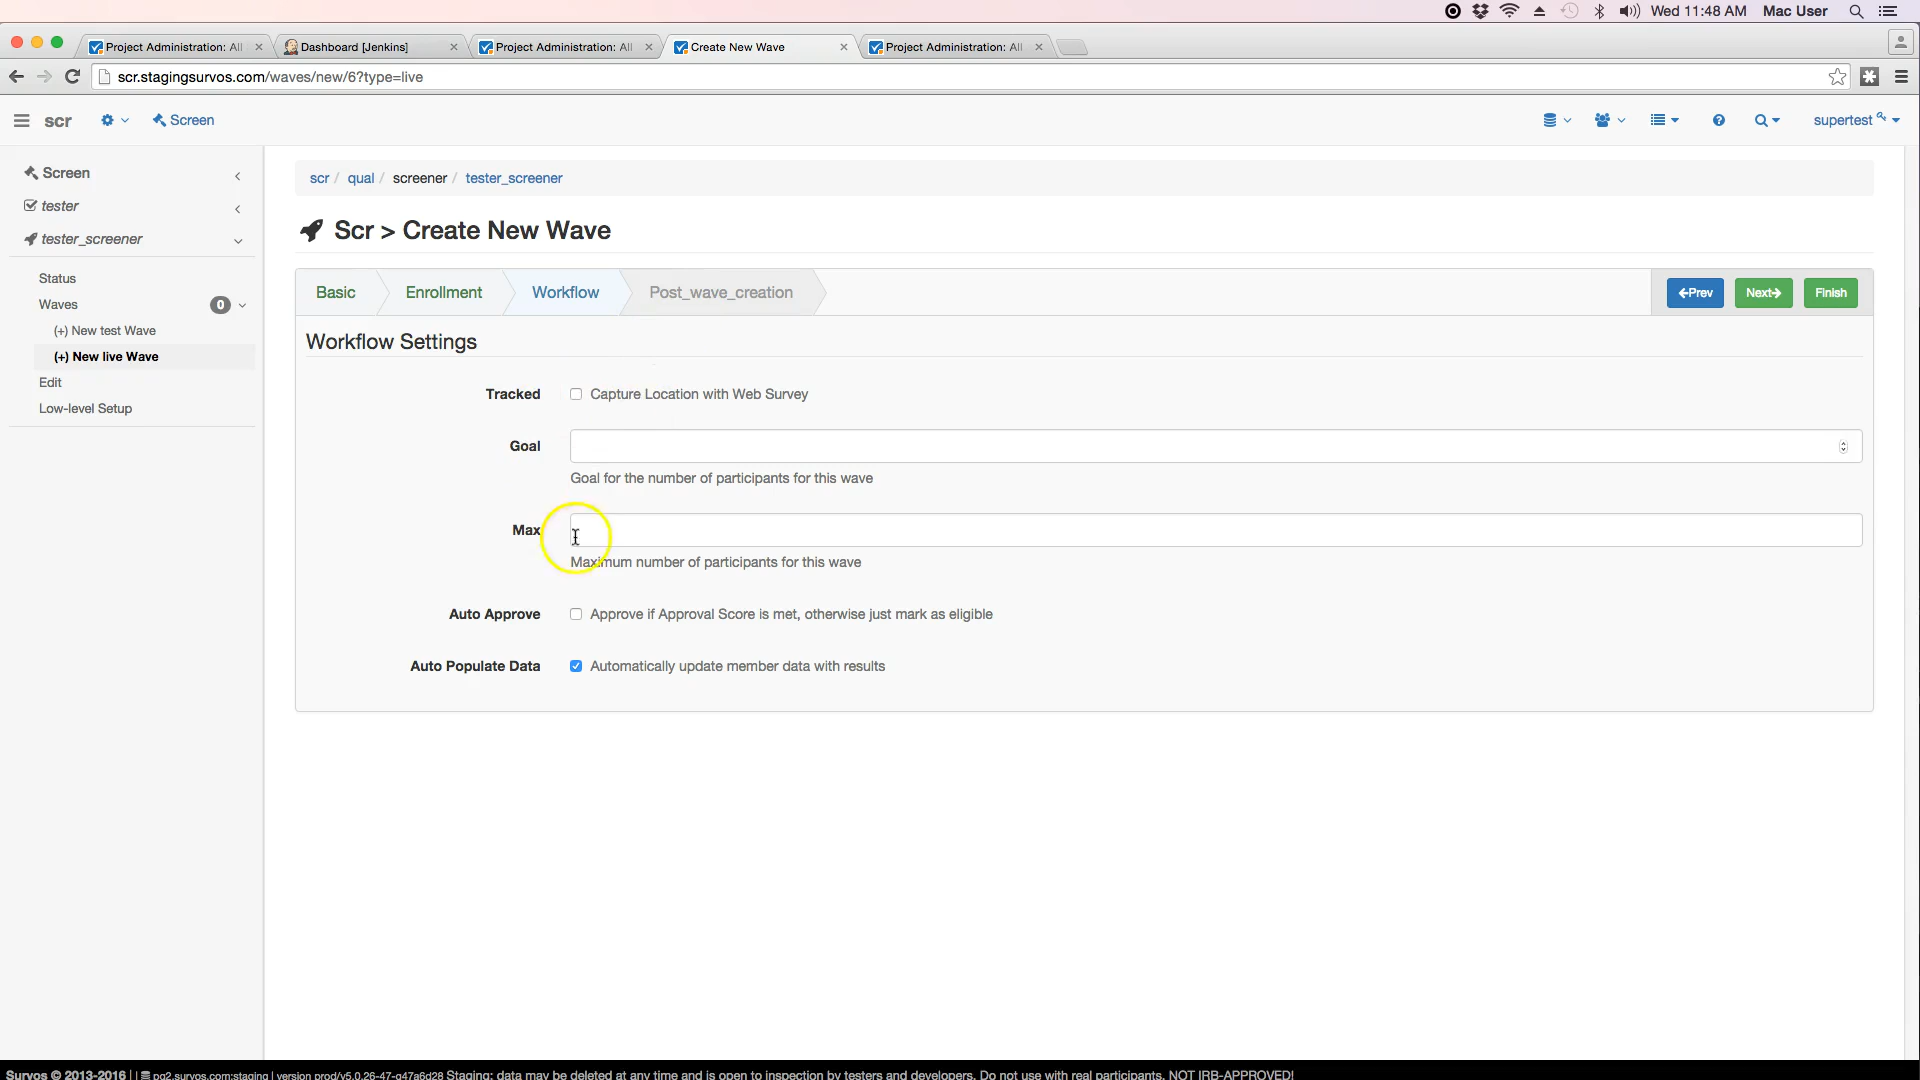 Wed 11:48 AM Mac User
Project Administration: All
Dashboard [Jenkins]
Project Administration: All
Create New Wave
Project Administration: All
scr.stagingsurvos.com/waves/new/6?type=live
scr
Screen
supertest
Screen
tester
tester_screener
Status
Waves 0
(+) New test Wave
(+) New live Wave
Edit
Low-level Setup
scr / qual / screener / tester_screener
Scr > Create New Wave
Basic
Enrollment
Workflow
Post_wave_creation
Prev
Next
Finish
Workflow Settings
Tracked Capture Location with Web Survey
Goal
Goal for the number of participants for this wave
Max
Maximum number of participants for this wave
Auto Approve Approve if Approval Score is met, otherwise just mark as eligible
Auto Populate Data Automatically update member data with results
Survos © 2013-2016 | | pg2.survos.com:staging | version prod/v5.0.26-47-g47a6d28 Staging: data may be deleted at any time and is open to inspection by testers and developers. Do not use with real participants. NOT IRB-APPROVED!